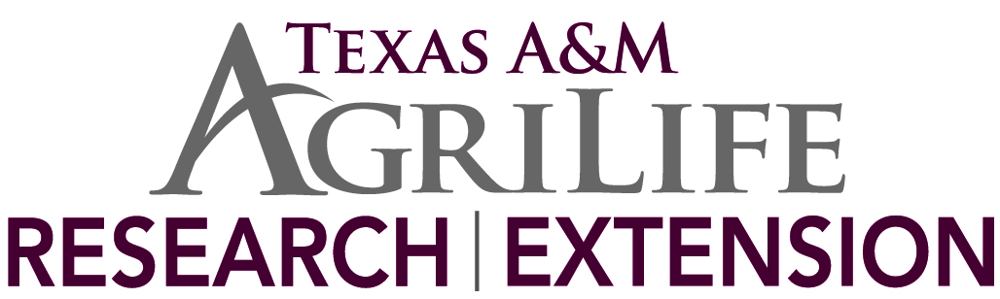 Texas A&M
AgriLife
RESEARCH | EXTENSION